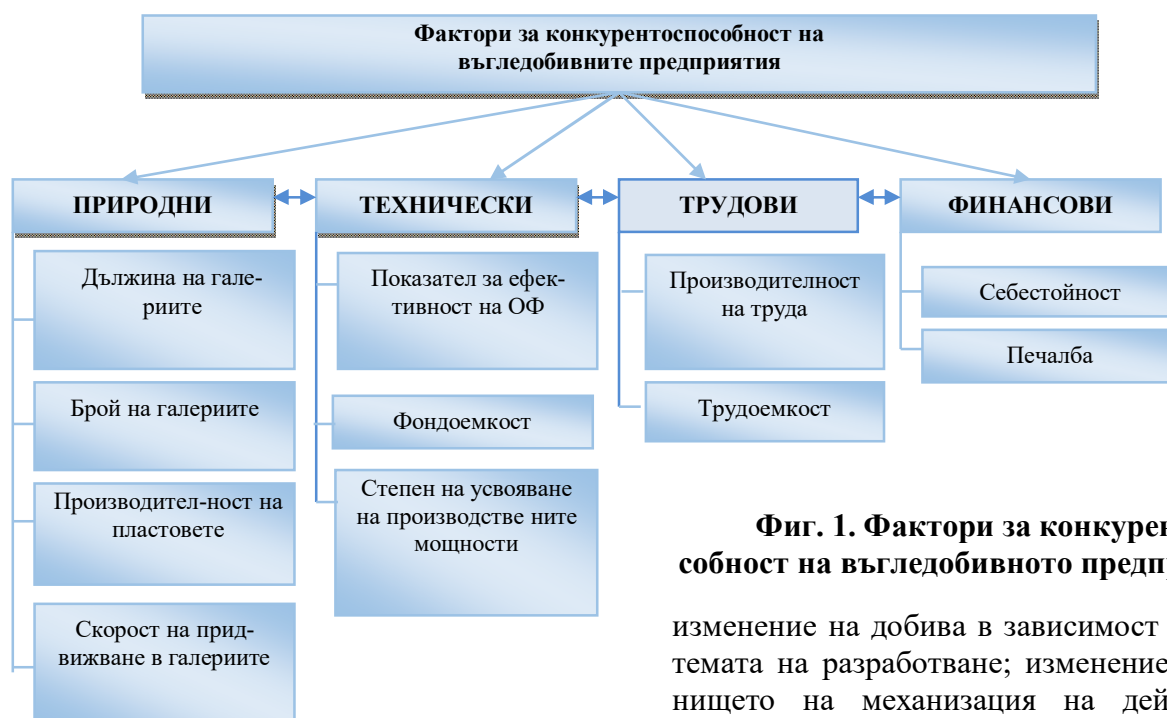 Фактори за конкурентоспособност на
въгледобивните предприятия
ПРИРОДНИ
ТЕХНИЧЕСКИ
ТРУДОВИ
ФИНАНСОВИ
Дължина на гале-
риите
Брой на галериите
Производител-ност на
пластовете
Скорост на прид-
вижване в галериите
Показател за ефек-
тивност на ОФ
Фондоемкост
Степен на усвояване
на производстве ните
мощности
Производителност
на труда
Трудоемкост
Себестойност
Печалба
Фиг. 1. Фактори за конкурен
собност на въгледобивното предп
изменение на добива в зависимост
темата на разработване; изменение
нището на механизация на дей